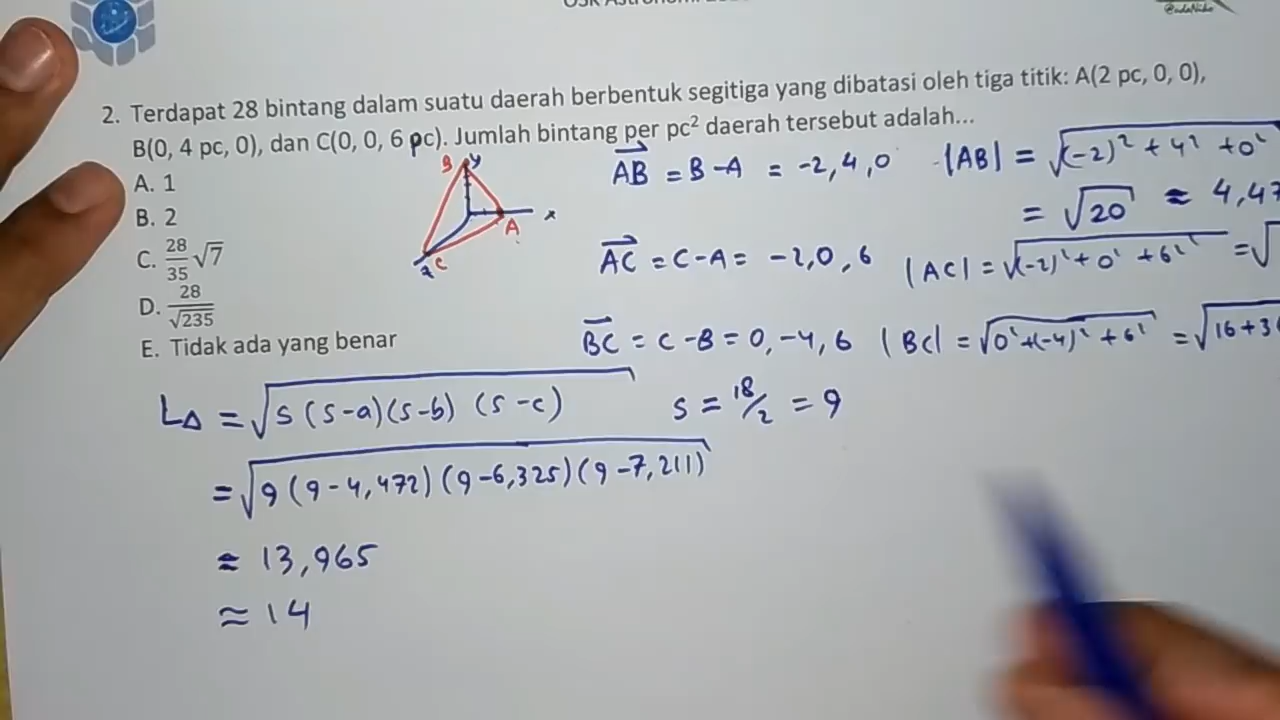 2. Terdapat 28 bintang dalam suatu daerah berbentuk segitiga yang dibatasi oleh tiga titik: A(2 pc, 0, 0),
B(0, 4 pc, 0), dan C(0, 0, 6 pc). Jumlah bintang per pc² daerah tersebut adalah...
A. 1
B. 2
C. 28/35 √7
D. 28/√235
E. Tidak ada yang benar
B y
x
A
z C
AB = B - A = -2, 4, 0 |AB| = √(-2)² + 4² + 0²
= √20 ≈ 4,47
AC = C - A = -2, 0, 6 |AC| = √(-2)² + 0² + 6² = √
BC = C - B = 0, -4, 6 |BC| = √0² + (-4)² + 6² = √16 + 3
L△ = √s (s-a)(s-b) (s-c) s = 18/2 = 9
= √9 (9 - 4,472) (9 - 6,325) (9 - 7,211)
≈ 13,965
≈ 14